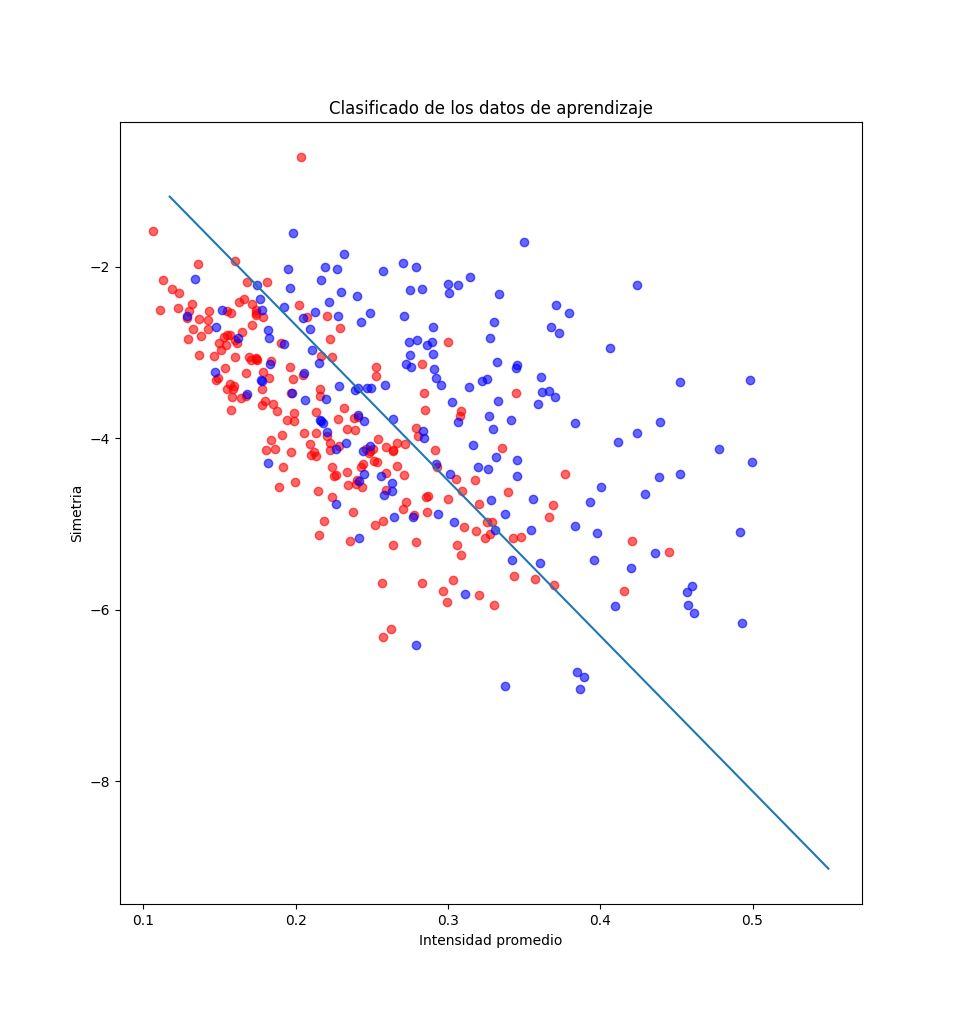 Clasificado de los datos de aprendizaje
−2
−4
−6
−8
Simetria
0.1 0.2 0.3 0.4 0.5
Intensidad promedio